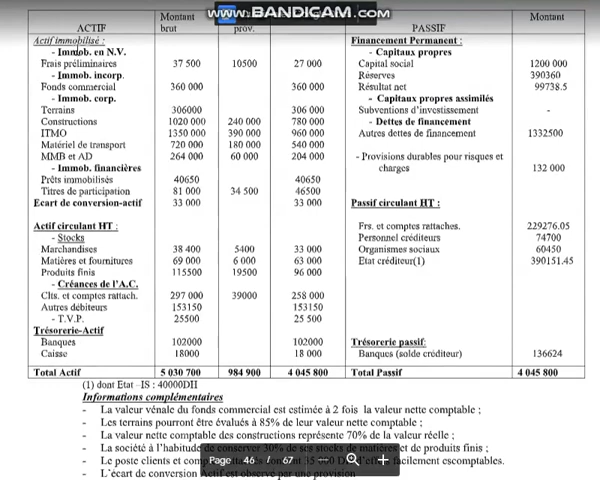 www.BANDICAM.com
Montant Montant
ACTIF brut prov. PASSIF
Actif immobilisé : Financement Permanent :
- Immob. en N.V. - Capitaux propres
Frais préliminaires 37 500 10500 27 000 Capital social 1200 000
- Immob. incorp. Réserves 390360
Fonds commercial 360 000 360 000 Résultat net 99738.5
- Immob. corp. - Capitaux propres assimilés
Terrains 306000 306 000 Subventions d'investissement -
Constructions 1020 000 240 000 780 000 - Dettes de financement
ITMO 1350 000 390 000 960 000 Autres dettes de financement 1332500
Matériel de transport 720 000 180 000 540 000
MMB et AD 264 000 60 000 204 000 - Provisions durables pour risques et
- Immob. financières charges 132 000
Prêts immobilisés 40650 40650
Titres de participation 81 000 34 500 46500
Ecart de conversion-actif 33 000 33 000 Passif circulant HT :
Actif circulant HT : Frs. et comptes rattaches. 229276.05
- Stocks Personnel créditeurs 74700
Marchandises 38 400 5400 33 000 Organismes sociaux 60450
Matières et fournitures 69 000 6 000 63 000 Etat créditeur(1) 390151.45
Produits finis 115500 19500 96 000
- Créances de l'A.C.
Clts. et comptes rattach. 297 000 39000 258 000
Autres débiteurs 153150 153150
- T.V.P. 25500 25 500
Trésorerie-Actif
Banques 102000 102000 Trésorerie passif:
Caisse 18000 18 000 Banques (solde créditeur) 136624
Total Actif 5 030 700 984 900 4 045 800 Total Passif 4 045 800
(1) dont Etat –IS : 40000DH
Informations complémentaires
- La valeur vénale du fonds commercial est estimée à 2 fois la valeur nette comptable ;
- Les terrains pourront être évalués à 85% de leur valeur nette comptable ;
- La valeur nette comptable des constructions représente 70% de la valeur réelle ;
- La société à l'habitude de conserver 30% de ses stocks de matières et de produits finis ;
- Le poste clients et facilement escomptables.
- L'écart de conversion Actif est observé par une provision
Page 46 / 67 − +